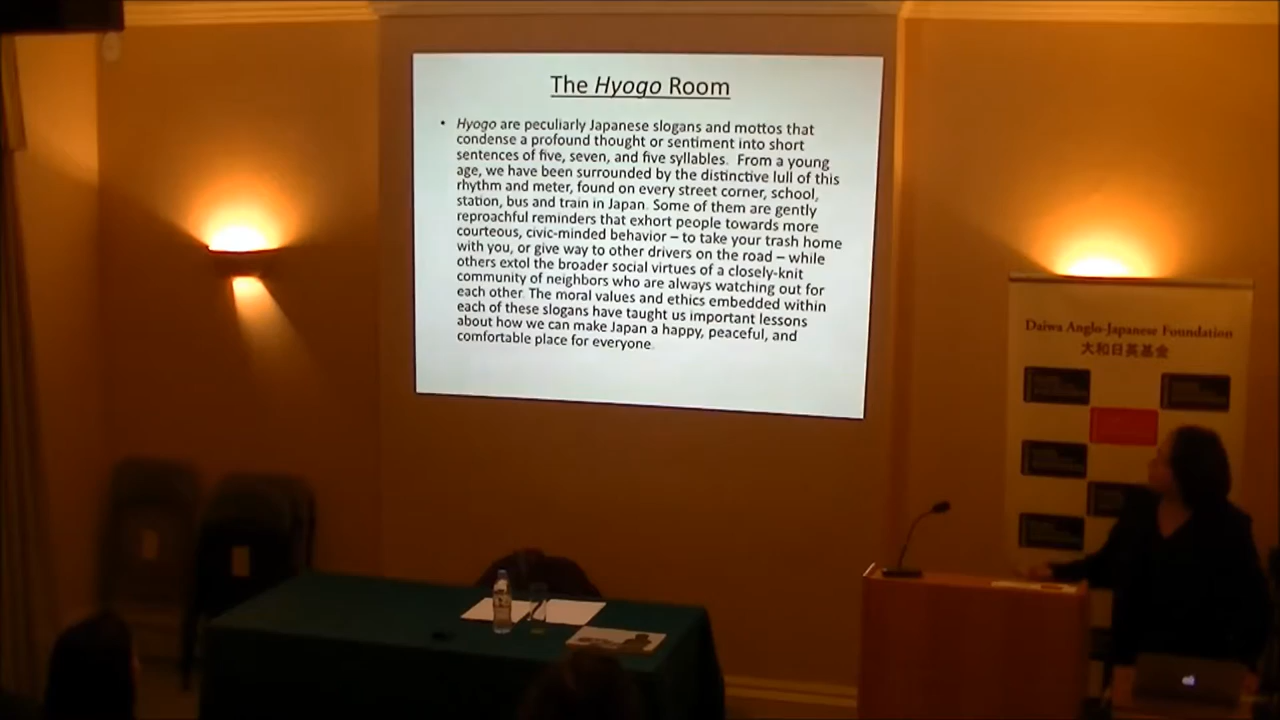 The Hyogo Room
• Hyogo are peculiarly Japanese slogans and mottos that
condense a profound thought or sentiment into short
sentences of five, seven, and five syllables. From a young
age, we have been surrounded by the distinctive lull of this
rhythm and meter, found on every street corner, school,
station, bus and train in Japan. Some of them are gently
reproachful reminders that exhort people towards more
courteous, civic-minded behavior – to take your trash home
with you, or give way to other drivers on the road – while
others extol the broader social virtues of a closely-knit
community of neighbors who are always watching out for
each other. The moral values and ethics embedded within
each of these slogans have taught us important lessons
about how we can make Japan a happy, peaceful, and
comfortable place for everyone.
Daiwa Anglo-Japanese Foundation
大和日英基金